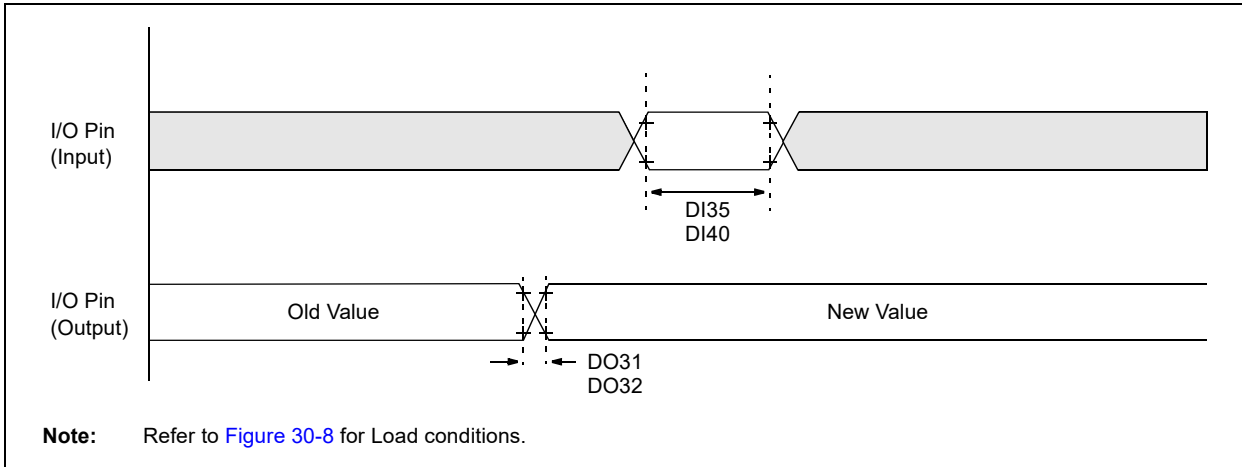 I/O Pin
(Input)
DI35
DI40
I/O Pin
(Output)
Old Value
New Value
DO31
DO32
Note: Refer to Figure 30-8 for Load conditions.